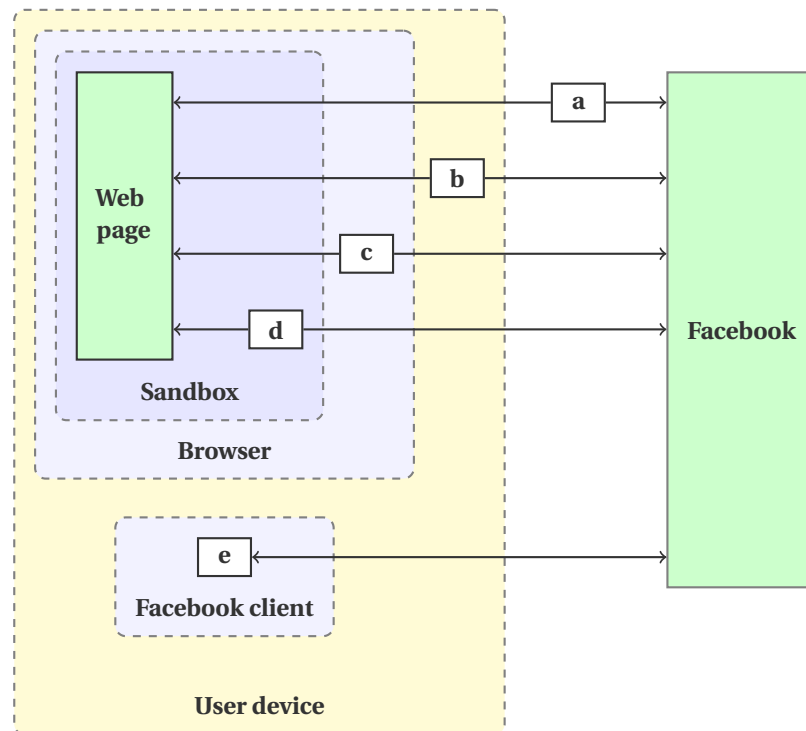 a
b
Web
page
c
d
Facebook
Sandbox
Browser
e
Facebook client
User device